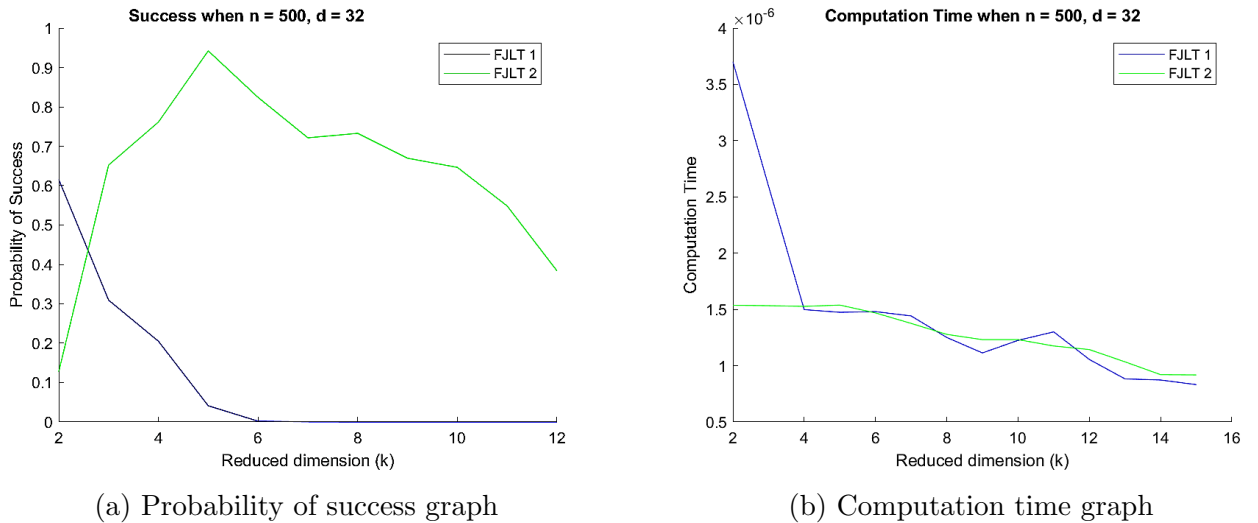 Success when n = 500, d = 32
1
0.9
0.8
0.7
0.6
0.5
0.4
0.3
0.2
0.1
0
Probability of Success
FJLT 1
FJLT 2
2 4 6 8 10 12
Reduced dimension (k)
(a) Probability of success graph
Computation Time when n = 500, d = 32
×10⁻⁶
4
3.5
3
2.5
2
1.5
1
0.5
Computation Time
FJLT 1
FJLT 2
2 4 6 8 10 12 14 16
Reduced dimension (k)
(b) Computation time graph